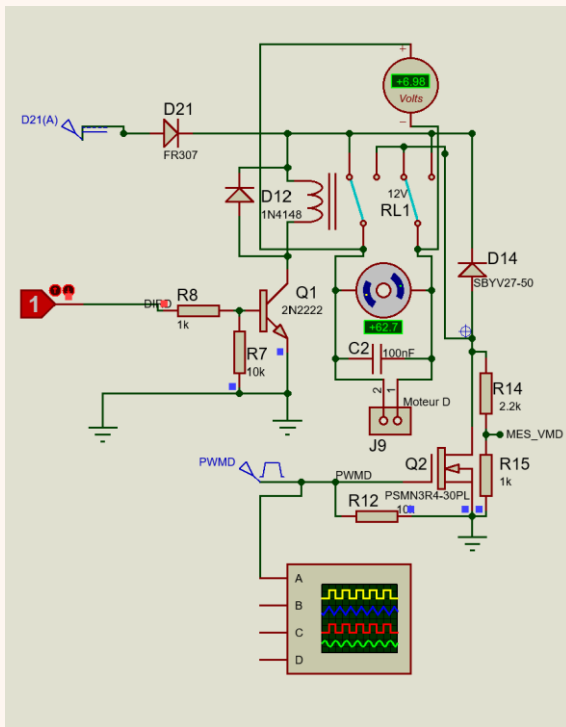 +
+6.98
Volts
−
D21(A)
D21
FR307
D12
1N4148
12V
RL1
D14
SBYV27-50
1
R8
1k
Q1
2N2222
+62.7
R7
10k
C2
100nF
R14
2.2k
2
1
Moteur D
MES_VMD
J9
PWMD
PWMD
Q2
R15
1k
PSMN3R4-30PL
R12
A
B
C
D